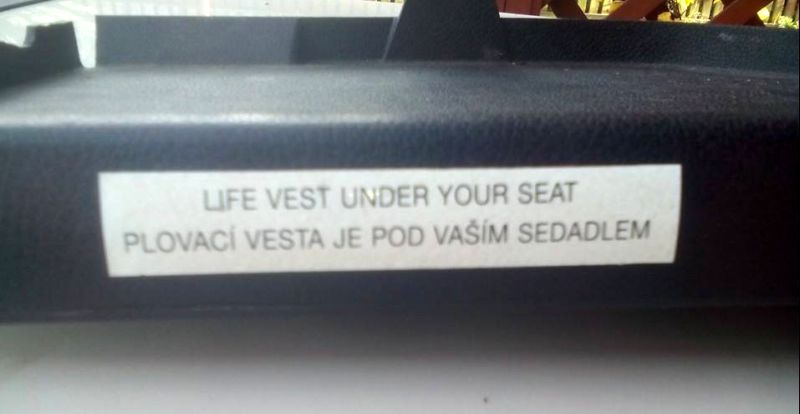 LIFE VEST UNDER YOUR SEAT
PLOVACÍ VESTA JE POD VAŠÍM SEDADLEM